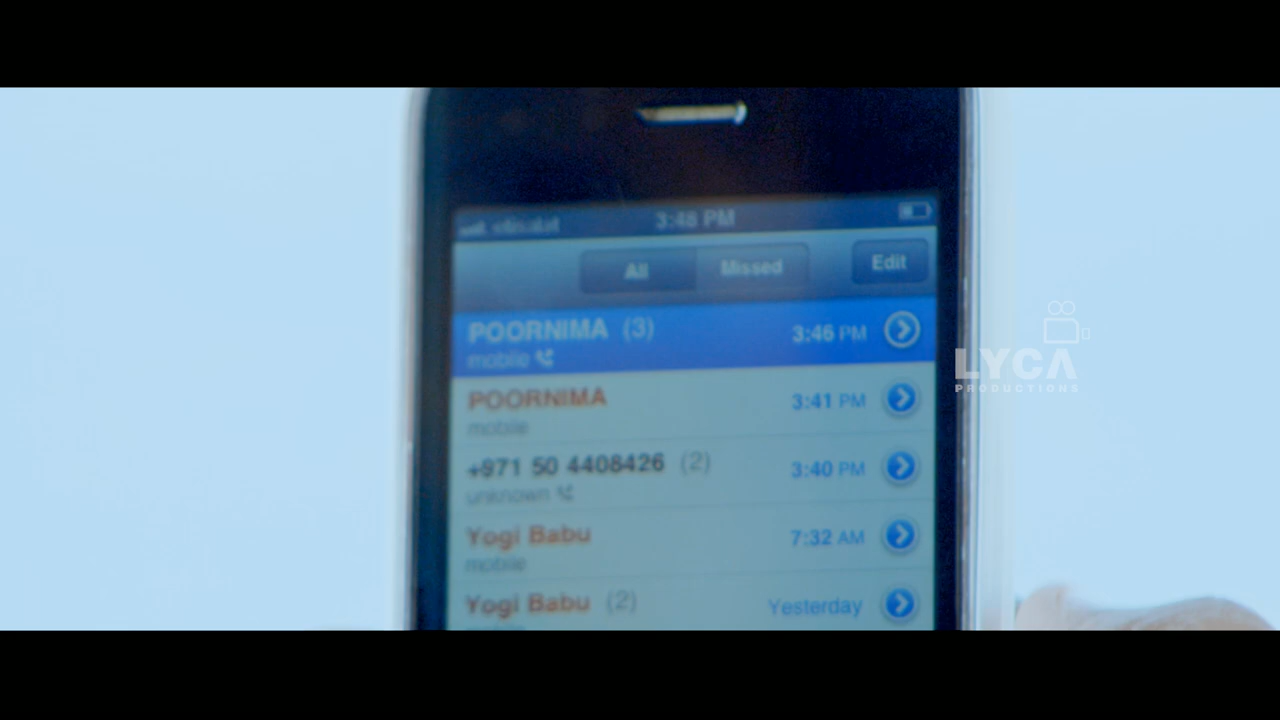 etisalat 3:48 PM
All Missed Edit
POORNIMA (3) 3:46 PM
mobile
POORNIMA 3:41 PM
mobile
+971 50 4408426 (2) 3:40 PM
unknown
Yogi Babu 7:32 AM
mobile
Yogi Babu (2) Yesterday
LYCA
PRODUCTIONS